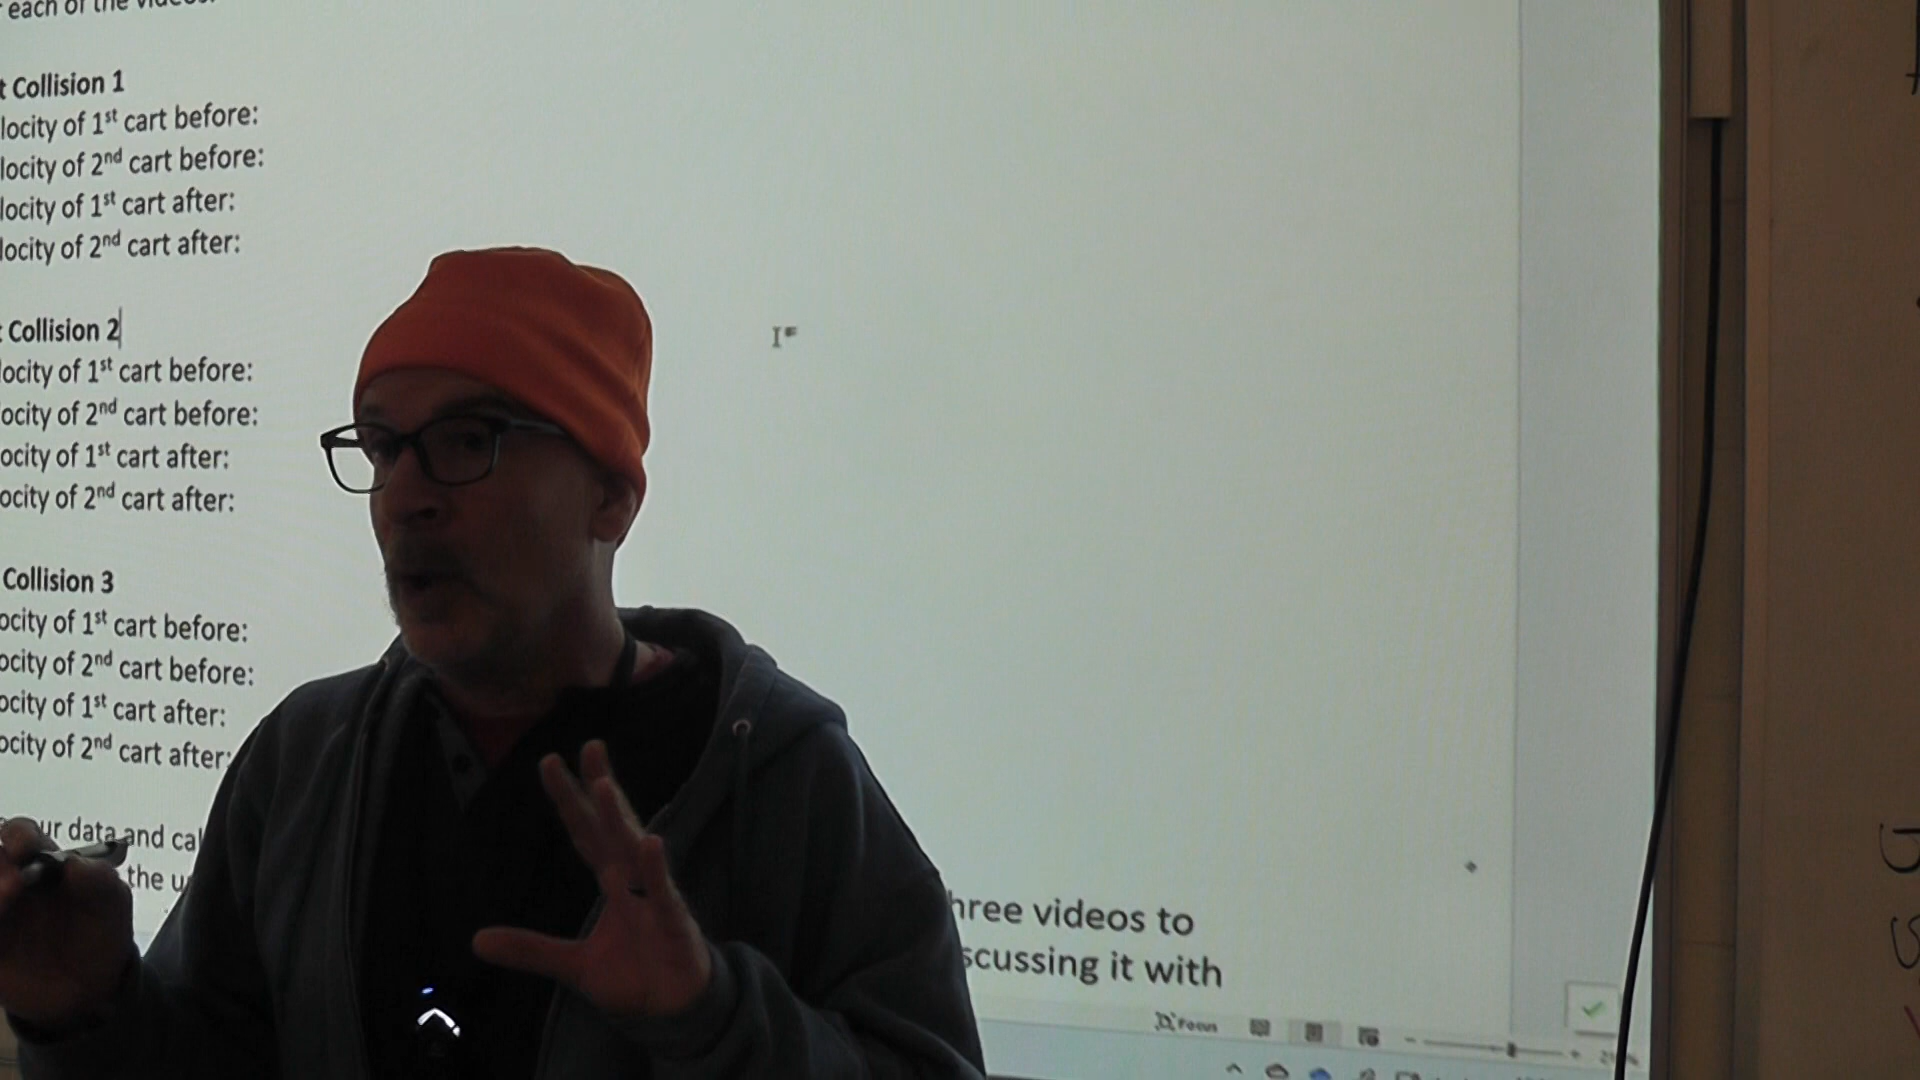 each of the videos.
t Collision 1
locity of 1st cart before:
locity of 2nd cart before:
locity of 1st cart after:
locity of 2nd cart after:
Collision 2
locity of 1st cart before:
ocity of 2nd cart before:
ocity of 1st cart after:
ocity of 2nd cart after:
Collision 3
ocity of 1st cart before:
ocity of 2nd cart before:
ocity of 1st cart after:
ocity of 2nd cart after:
ur data and cal
the u
hree videos to
scussing it with
Focus